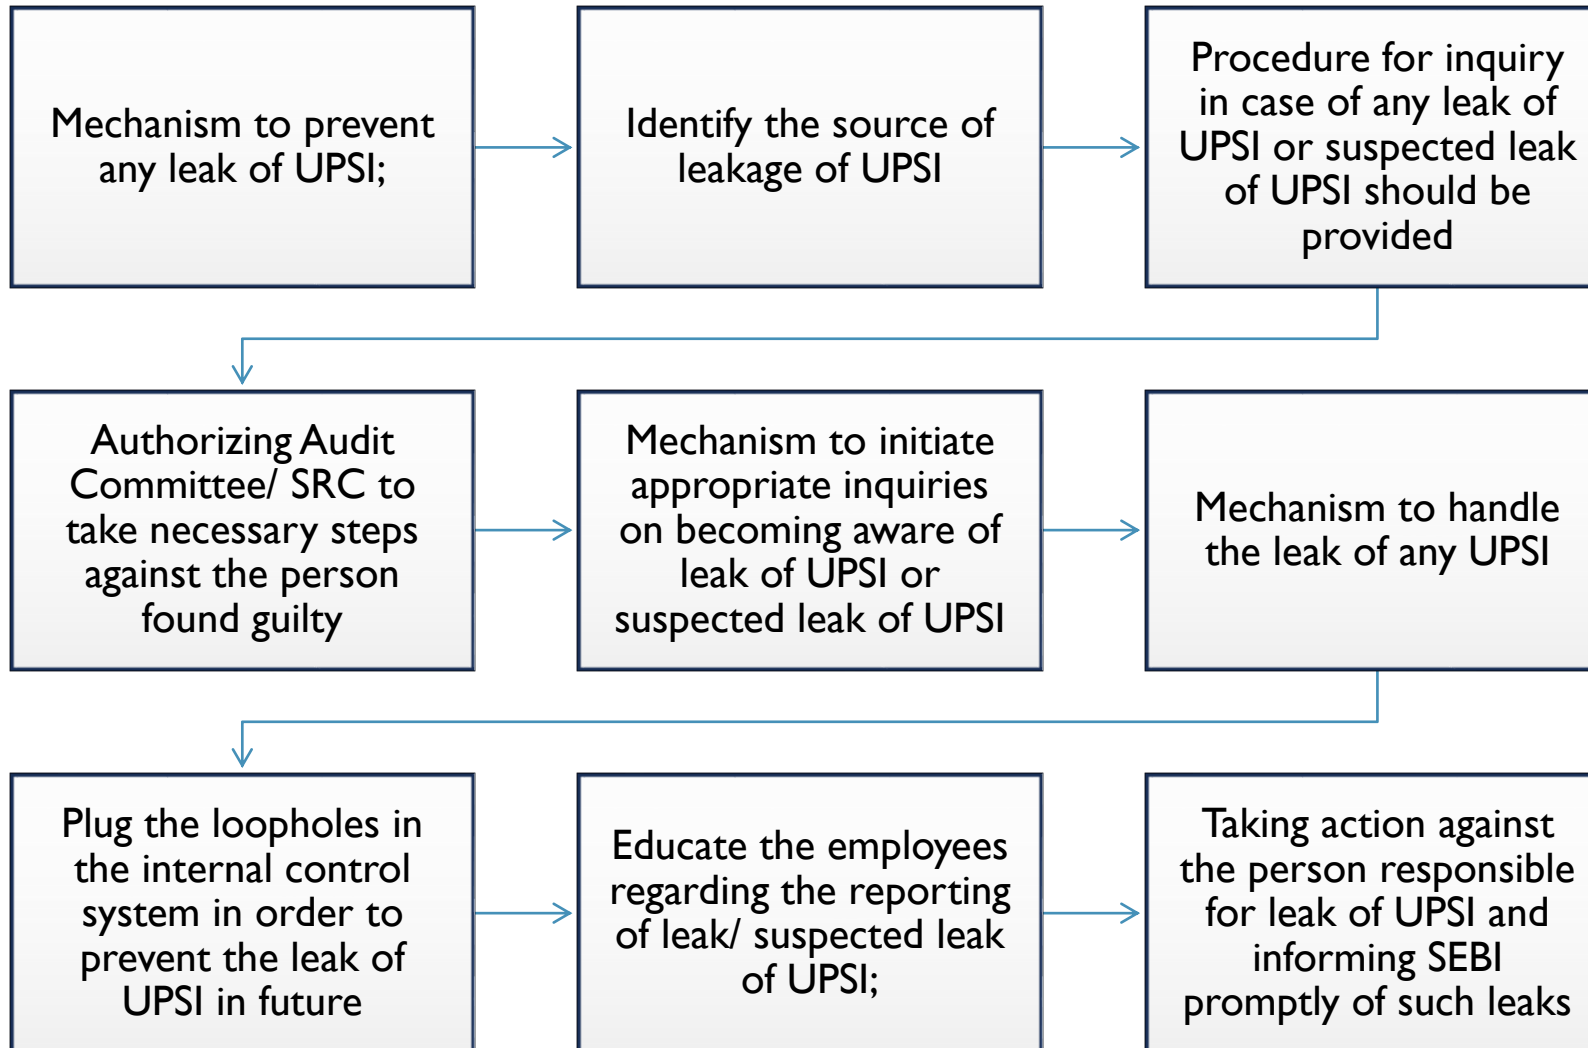 Mechanism to prevent
any leak of UPSI;
Identify the source of
leakage of UPSI
Procedure for inquiry
in case of any leak of
UPSI or suspected leak
of UPSI should be
provided
Authorizing Audit
Committee/ SRC to
take necessary steps
against the person
found guilty
Mechanism to initiate
appropriate inquiries
on becoming aware of
leak of UPSI or
suspected leak of UPSI
Mechanism to handle
the leak of any UPSI
Plug the loopholes in
the internal control
system in order to
prevent the leak of
UPSI in future
Educate the employees
regarding the reporting
of leak/ suspected leak
of UPSI;
Taking action against
the person responsible
for leak of UPSI and
informing SEBI
promptly of such leaks